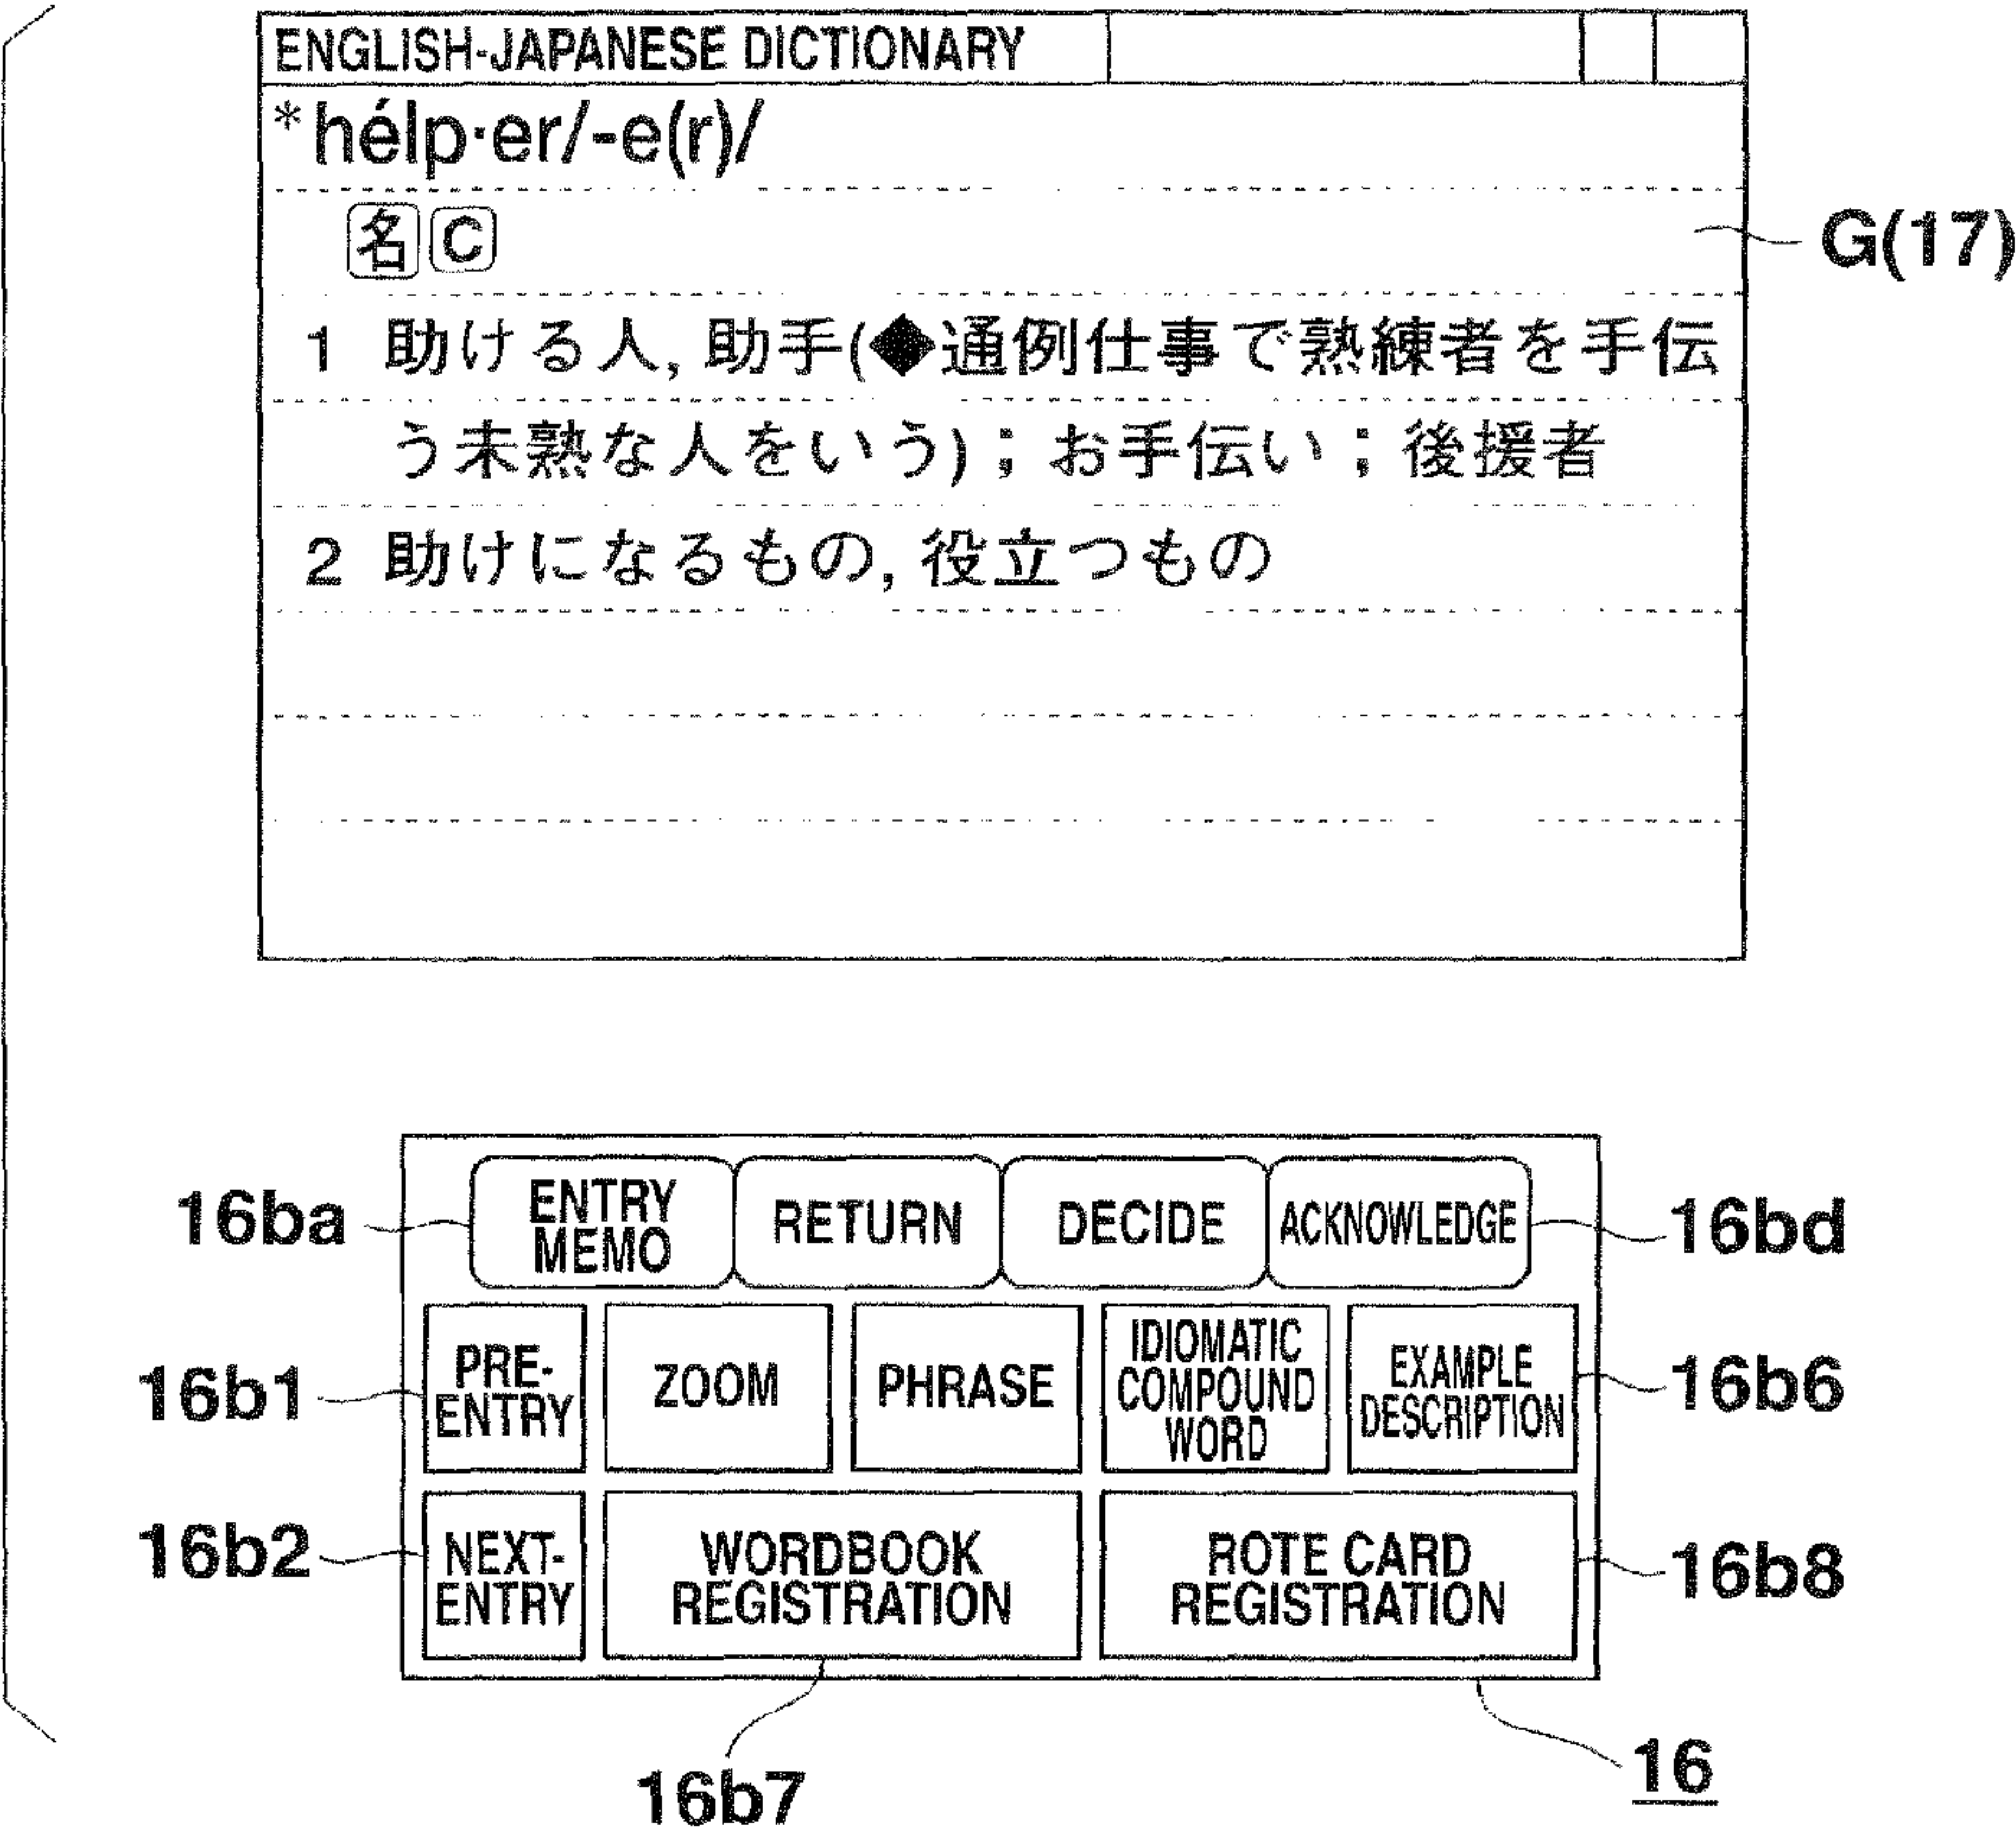 ENGLISH-JAPANESE DICTIONARY
*hélp·er/-e(r)/
名 C
G(17)
1 助ける人, 助手(◆通例仕事で熟練者を手伝
う未熟な人をいう)；お手伝い；後援者
2 助けになるもの, 役立つもの
16ba
ENTRY
MEMO
RETURN
DECIDE
ACKNOWLEDGE
16bd
16b1
PRE-
ENTRY
ZOOM
PHRASE
IDIOMATIC
COMPOUND
WORD
EXAMPLE
DESCRIPTION
16b6
16b2
NEXT-
ENTRY
WORDBOOK
REGISTRATION
ROTE CARD
REGISTRATION
16b8
16b7
16